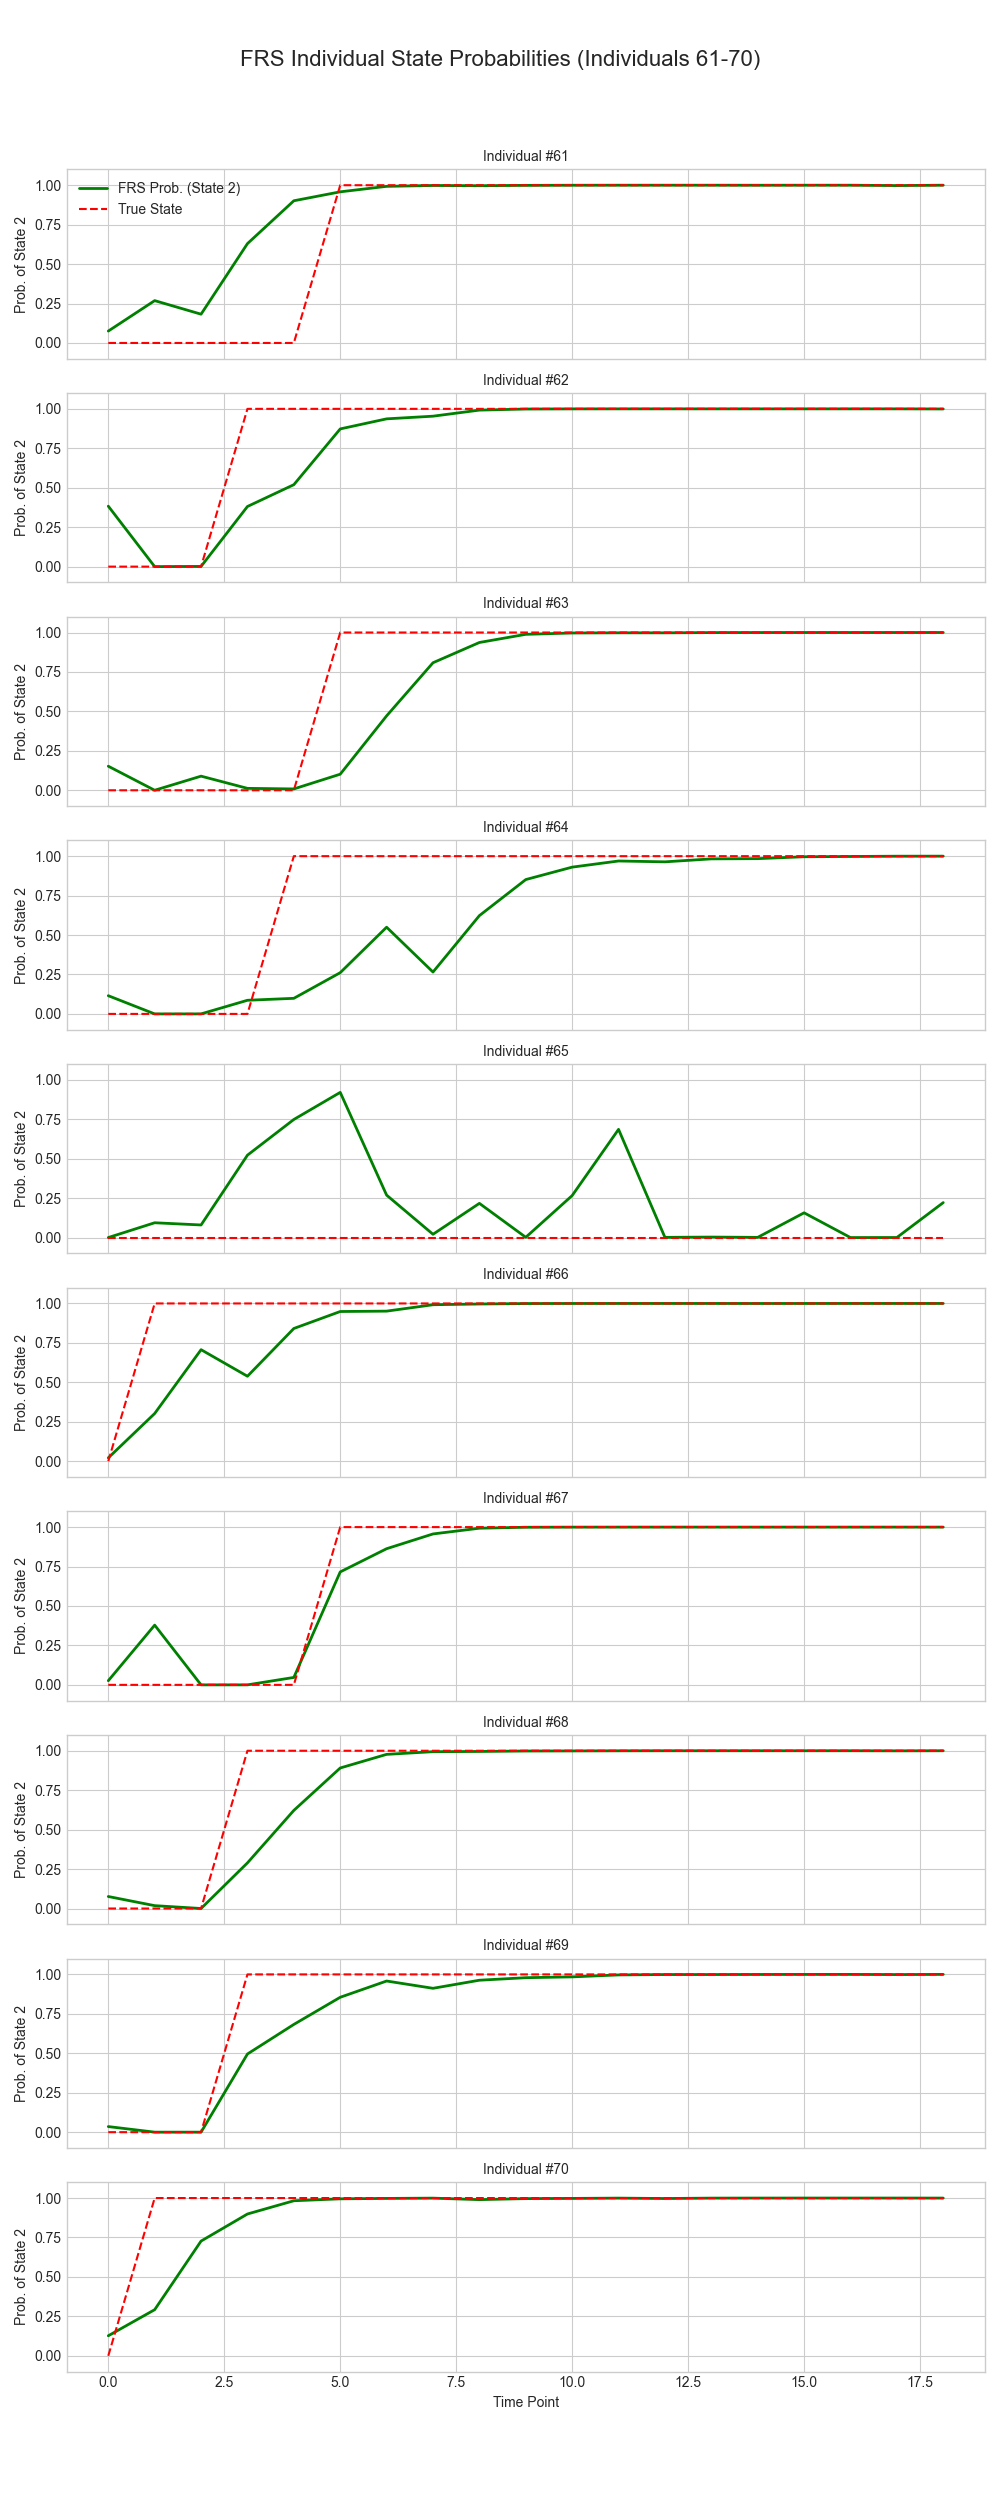 FRS Individual State Probabilities (Individuals 61-70)
Individual #61
1.00
0.75
0.50
0.25
0.00
Prob. of State 2
FRS Prob. (State 2)
True State
Individual #62
1.00
0.75
0.50
0.25
0.00
Prob. of State 2
Individual #63
1.00
0.75
0.50
0.25
0.00
Prob. of State 2
Individual #64
1.00
0.75
0.50
0.25
0.00
Prob. of State 2
Individual #65
1.00
0.75
0.50
0.25
0.00
Prob. of State 2
Individual #66
1.00
0.75
0.50
0.25
0.00
Prob. of State 2
Individual #67
1.00
0.75
0.50
0.25
0.00
Prob. of State 2
Individual #68
1.00
0.75
0.50
0.25
0.00
Prob. of State 2
Individual #69
1.00
0.75
0.50
0.25
0.00
Prob. of State 2
Individual #70
1.00
0.75
0.50
0.25
0.00
Prob. of State 2
0.0 2.5 5.0 7.5 10.0 12.5 15.0 17.5
Time Point